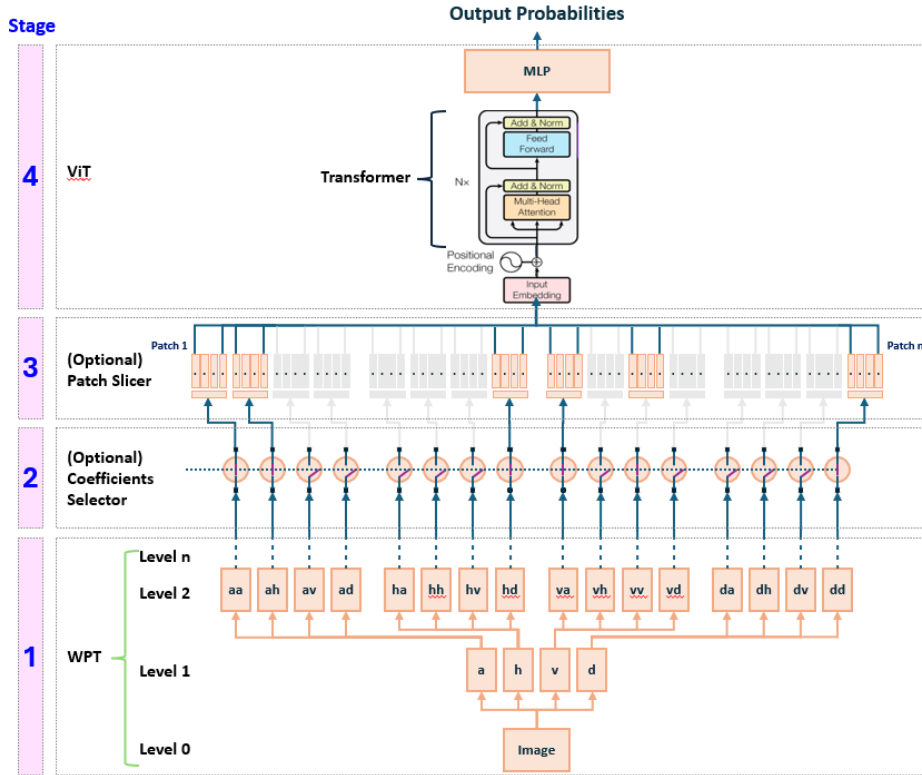 Output Probabilities
Stage
MLP
4
ViT
Transformer
Add & Norm
Feed
Forward
Nx
Add & Norm
Multi-Head
Attention
Positional
Encoding
Input
Embedding
3
(Optional)
Patch Slicer
Patch 1
Patch n
2
(Optional)
Coefficients
Selector
1
WPT
Level n
Level 2
aa ah av ad ha hh hv hd va vh vv vd da dh dv dd
Level 1
a h v d
Level 0
Image